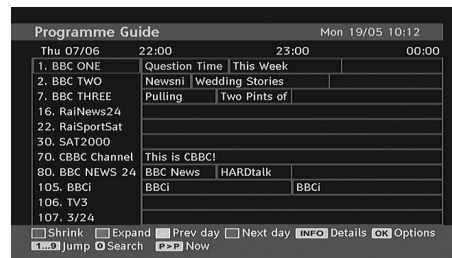 Programme Guide Mon 19/05 10:12
Thu 07/06 22:00 23:00 00:00
1. BBC ONE Question Time This Week
2. BBC TWO Newsni Wedding Stories
7. BBC THREE Pulling Two Pints of
16. RaiNews24
22. RaiSportSat
30. SAT2000
70. CBBC Channel This is CBBC!
80. BBC NEWS 24 BBC News HARDtalk
105. BBCi BBCi BBCi
106. TV3
107. 3/24
Shrink Expand Prev day Next day INFO Details OK Options
1...9 Jump 0 Search P>P Now